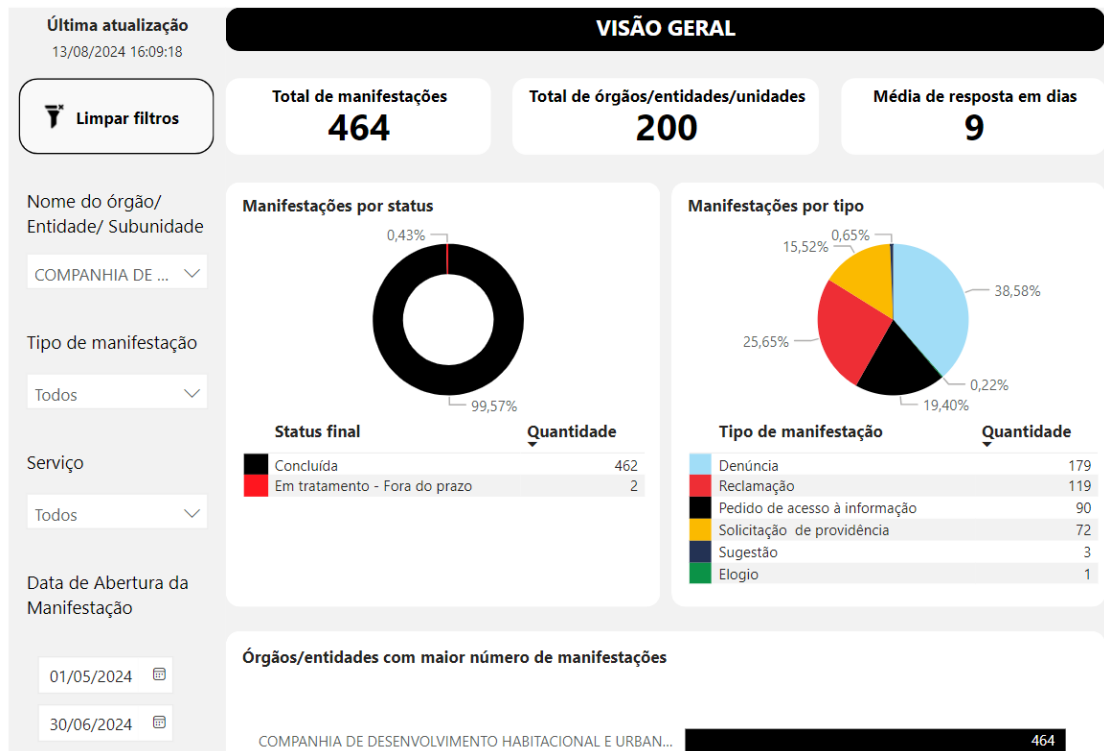 Última atualização
13/08/2024 16:09:18
Limpar filtros
Nome do órgão/
Entidade/ Subunidade
COMPANHIA DE ...
Tipo de manifestação
Todos
Serviço
Todos
Data de Abertura da
Manifestação
01/05/2024
30/06/2024
VISÃO GERAL
Total de manifestações
464
Total de órgãos/entidades/unidades
200
Média de resposta em dias
9
Manifestações por status
0,43%
99,57%
Status final Quantidade
Concluída 462
Em tratamento - Fora do prazo 2
Manifestações por tipo
0,65%
15,52%
38,58%
25,65%
0,22%
19,40%
Tipo de manifestação Quantidade
Denúncia 179
Reclamação 119
Pedido de acesso à informação 90
Solicitação de providência 72
Sugestão 3
Elogio 1
Órgãos/entidades com maior número de manifestações
COMPANHIA DE DESENVOLVIMENTO HABITACIONAL E URBAN... 464